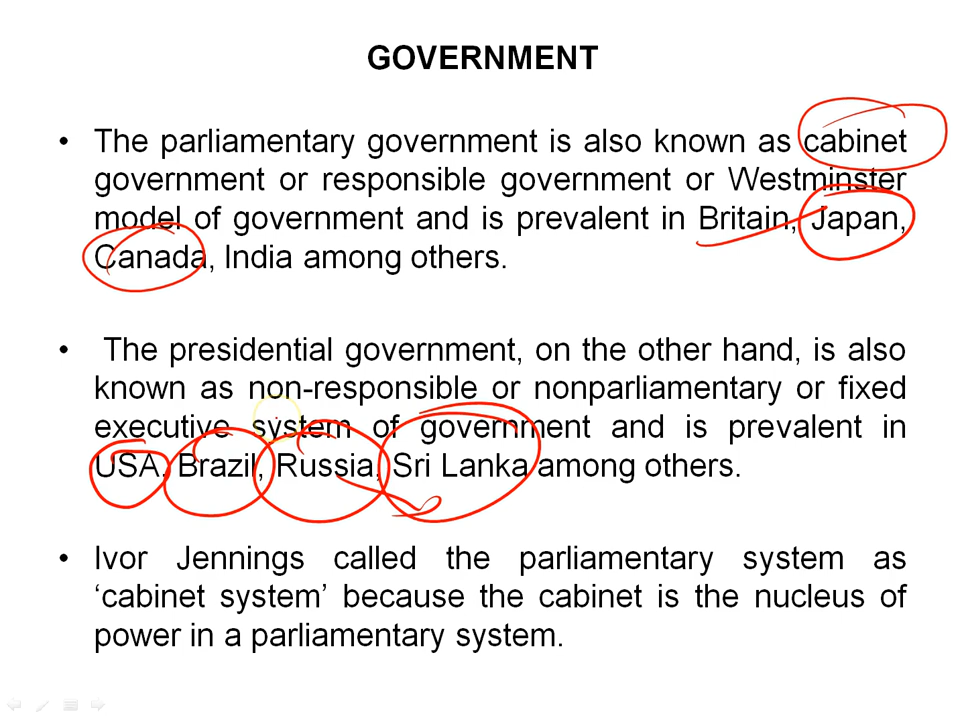 GOVERNMENT
• The parliamentary government is also known as cabinet
government or responsible government or Westminster
model of government and is prevalent in Britain, Japan,
Canada, India among others.
• The presidential government, on the other hand, is also
known as non-responsible or nonparliamentary or fixed
executive system of government and is prevalent in
USA, Brazil, Russia, Sri Lanka among others.
• Ivor Jennings called the parliamentary system as
‘cabinet system’ because the cabinet is the nucleus of
power in a parliamentary system.